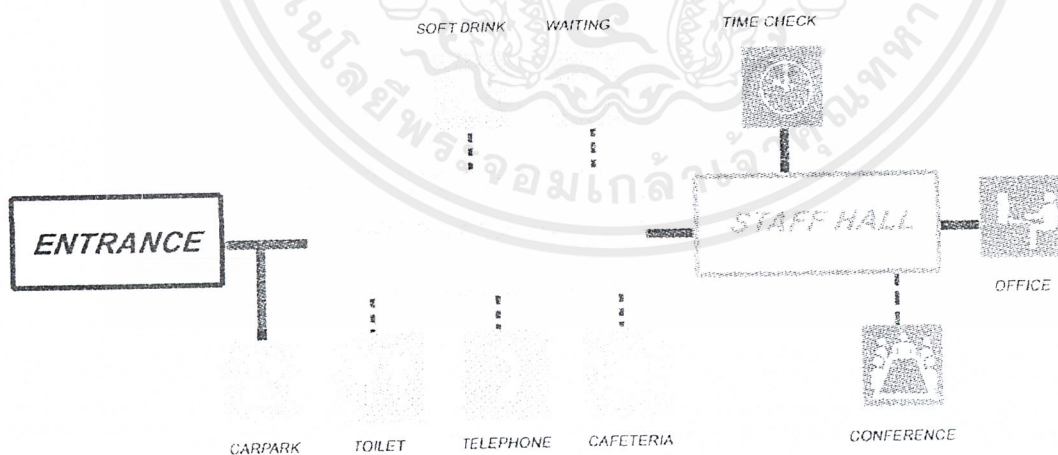 SOFT DRINK
WAITING
TIME CHECK
ENTRANCE
STAFF HALL
OFFICE
CARPARK
TOILET
TELEPHONE
CAFETERIA
CONFERENCE